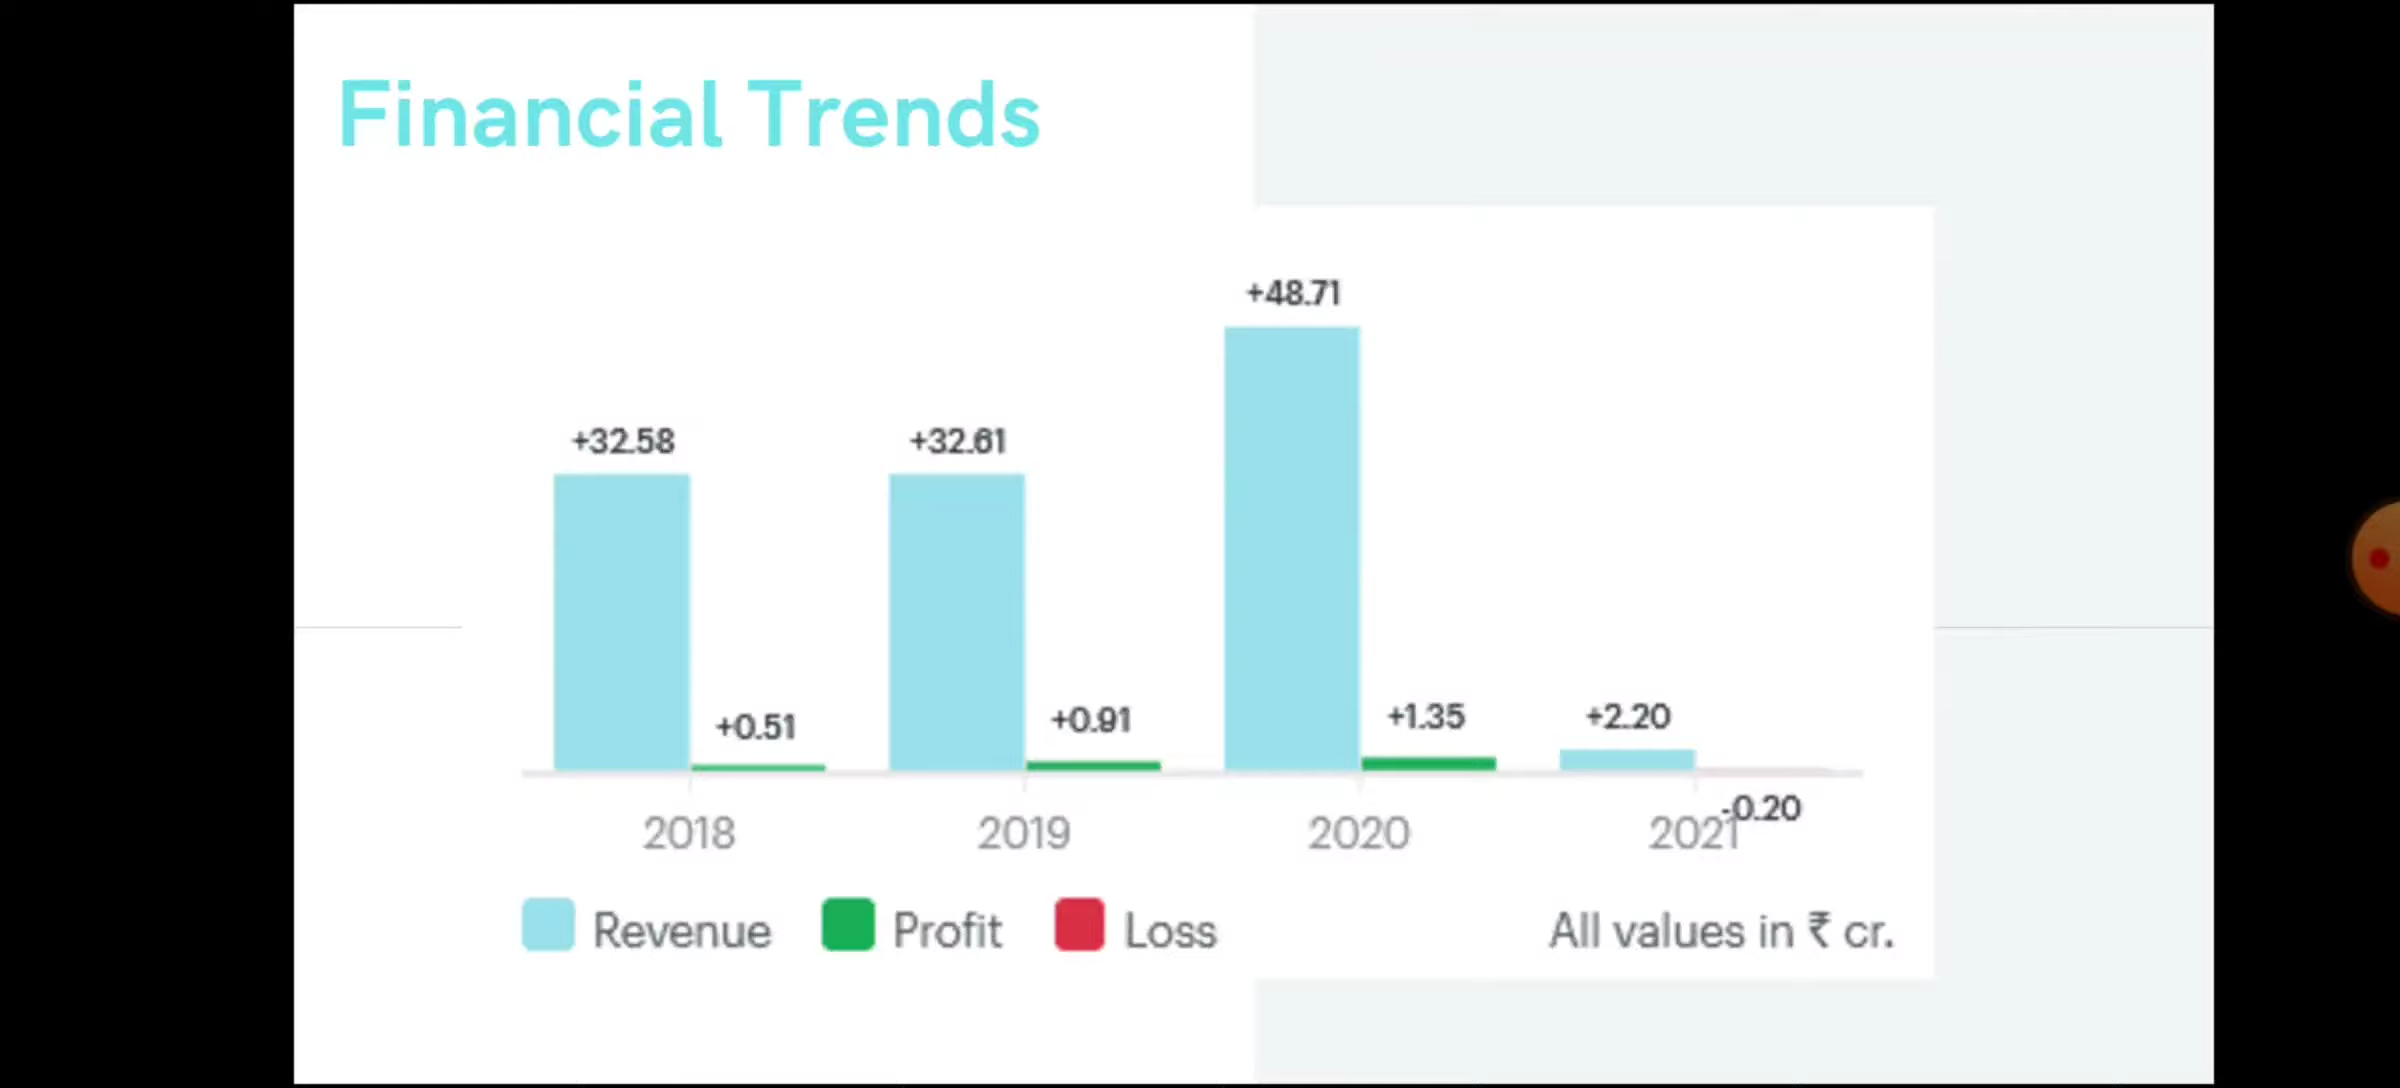 Financial Trends
+48.71
+32.58
+32.61
+0.51
+0.91
+1.35
+2.20
-0.20
2018
2019
2020
2021
Revenue
Profit
Loss
All values in ₹ cr.